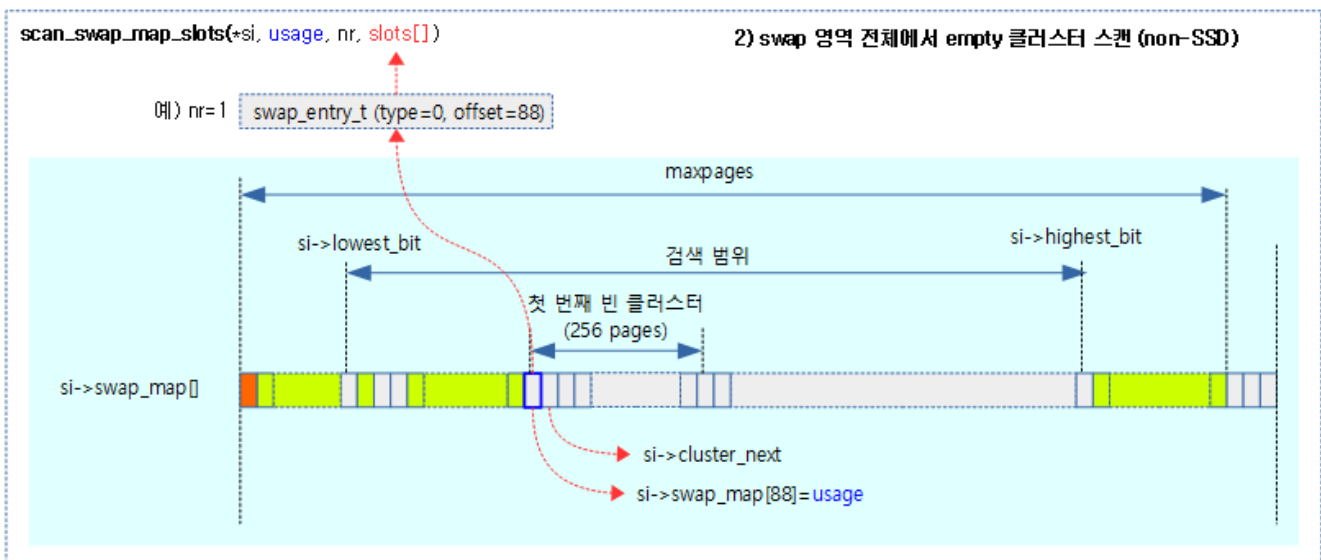 scan_swap_map_slots(*si, usage, nr, slots[])
2) swap 영역 전체에서 empty 클러스터 스캔 (non-SSD)
예) nr=1
swap_entry_t (type=0, offset=88)
maxpages
si->lowest_bit
si->highest_bit
검색 범위
첫 번째 빈 클러스터
(256 pages)
si->swap_map[]
si->cluster_next
si->swap_map[88]=usage